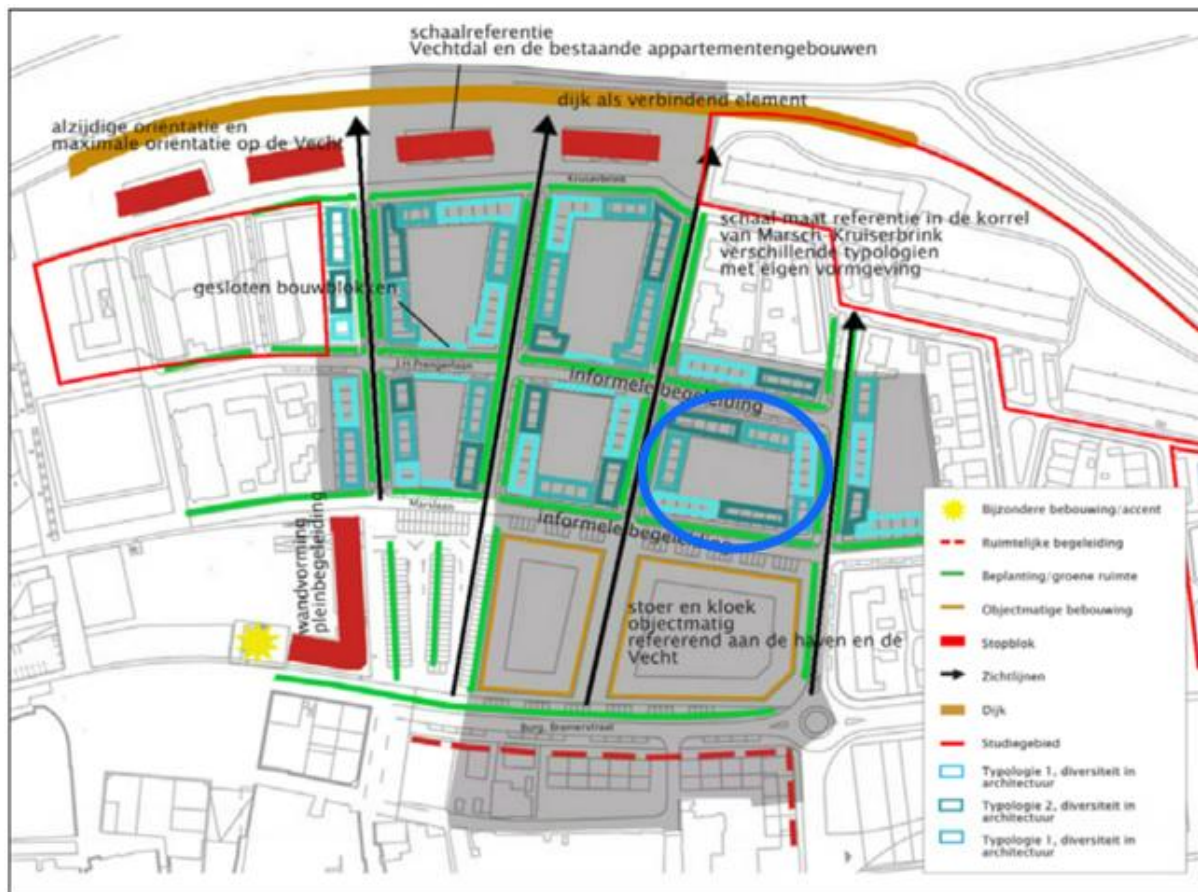 schaalreferentie
Vechtdal en de bestaande appartementengebouwen
dijk als verbindend element
alzijdige oriëntatie en
maximale oriëntatie op de Vecht
Kruiserbrink
schaal maat referentie in de korrel
van Marsch-Kruiserbrink
verschillende typologien
met eigen vormgeving
gesloten bouwblokken
J.H. Prengerlaan
informele begeleiding
Marslaan
informele begeleiding
wandvorming
pleinbegeleiding
stoer en kloek
objectmatig
refererend aan de haven en de
Vecht
Burg. Bramerstraat
Bijzondere bebouwing/accent
Ruimtelijke begeleiding
Beplanting/groene ruimte
Objectmatige bebouwing
Stopblok
Zichtlijnen
Dijk
Studiegebied
Typologie 1, diversiteit in
architectuur
Typologie 2, diversiteit in
architectuur
Typologie 1, diversiteit in
architectuur